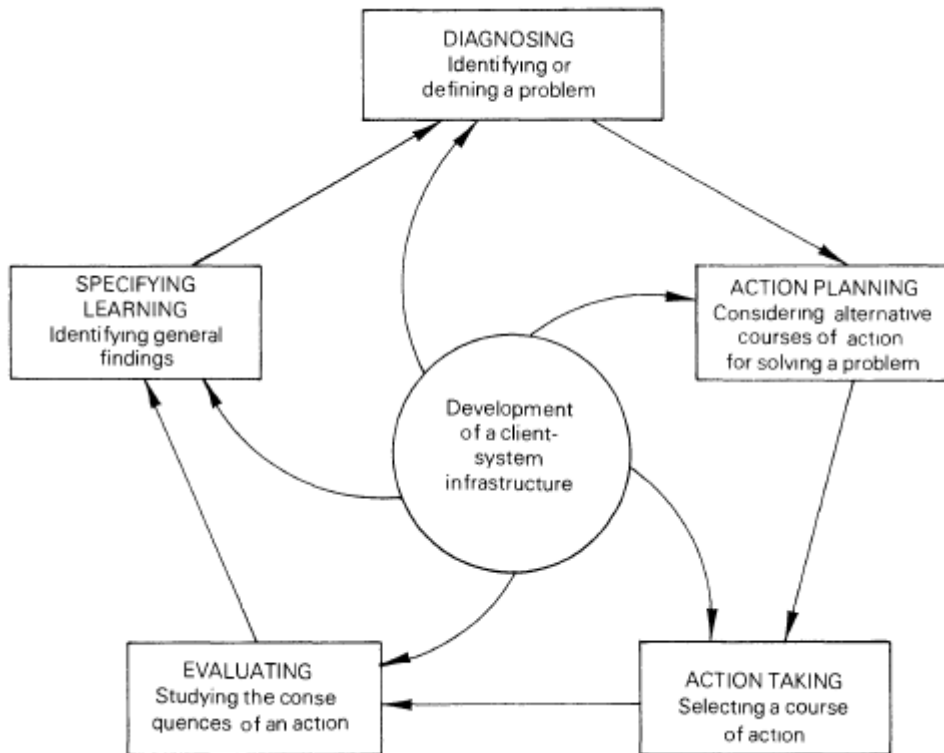 DIAGNOSING
Identifying or
defining a problem
SPECIFYING
LEARNING
Identifying general
findings
ACTION PLANNING
Considering alternative
courses of action
for solving a problem
Development
of a client-
system
infrastructure
EVALUATING
Studying the conse
quences of an action
ACTION TAKING
Selecting a course
of action